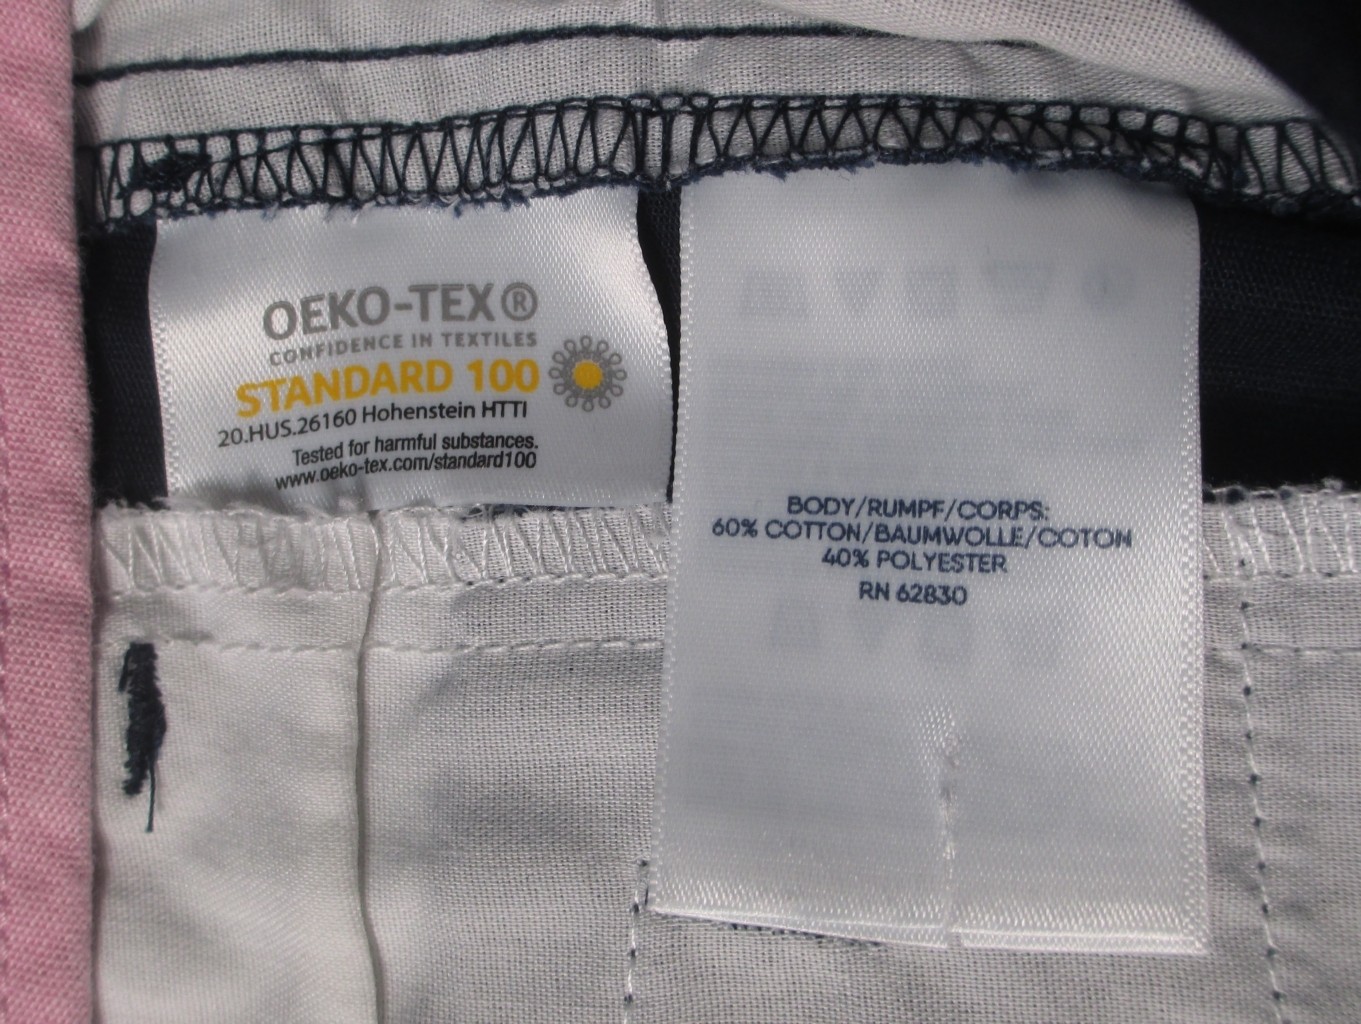 OEKO-TEX®
CONFIDENCE IN TEXTILES
STANDARD 100
20.HUS.26160 Hohenstein HTTI
Tested for harmful substances.
www.oeko-tex.com/standard100
BODY/RUMPF/CORPS:
60% COTTON/BAUMWOLLE/COTON
40% POLYESTER
RN 62830